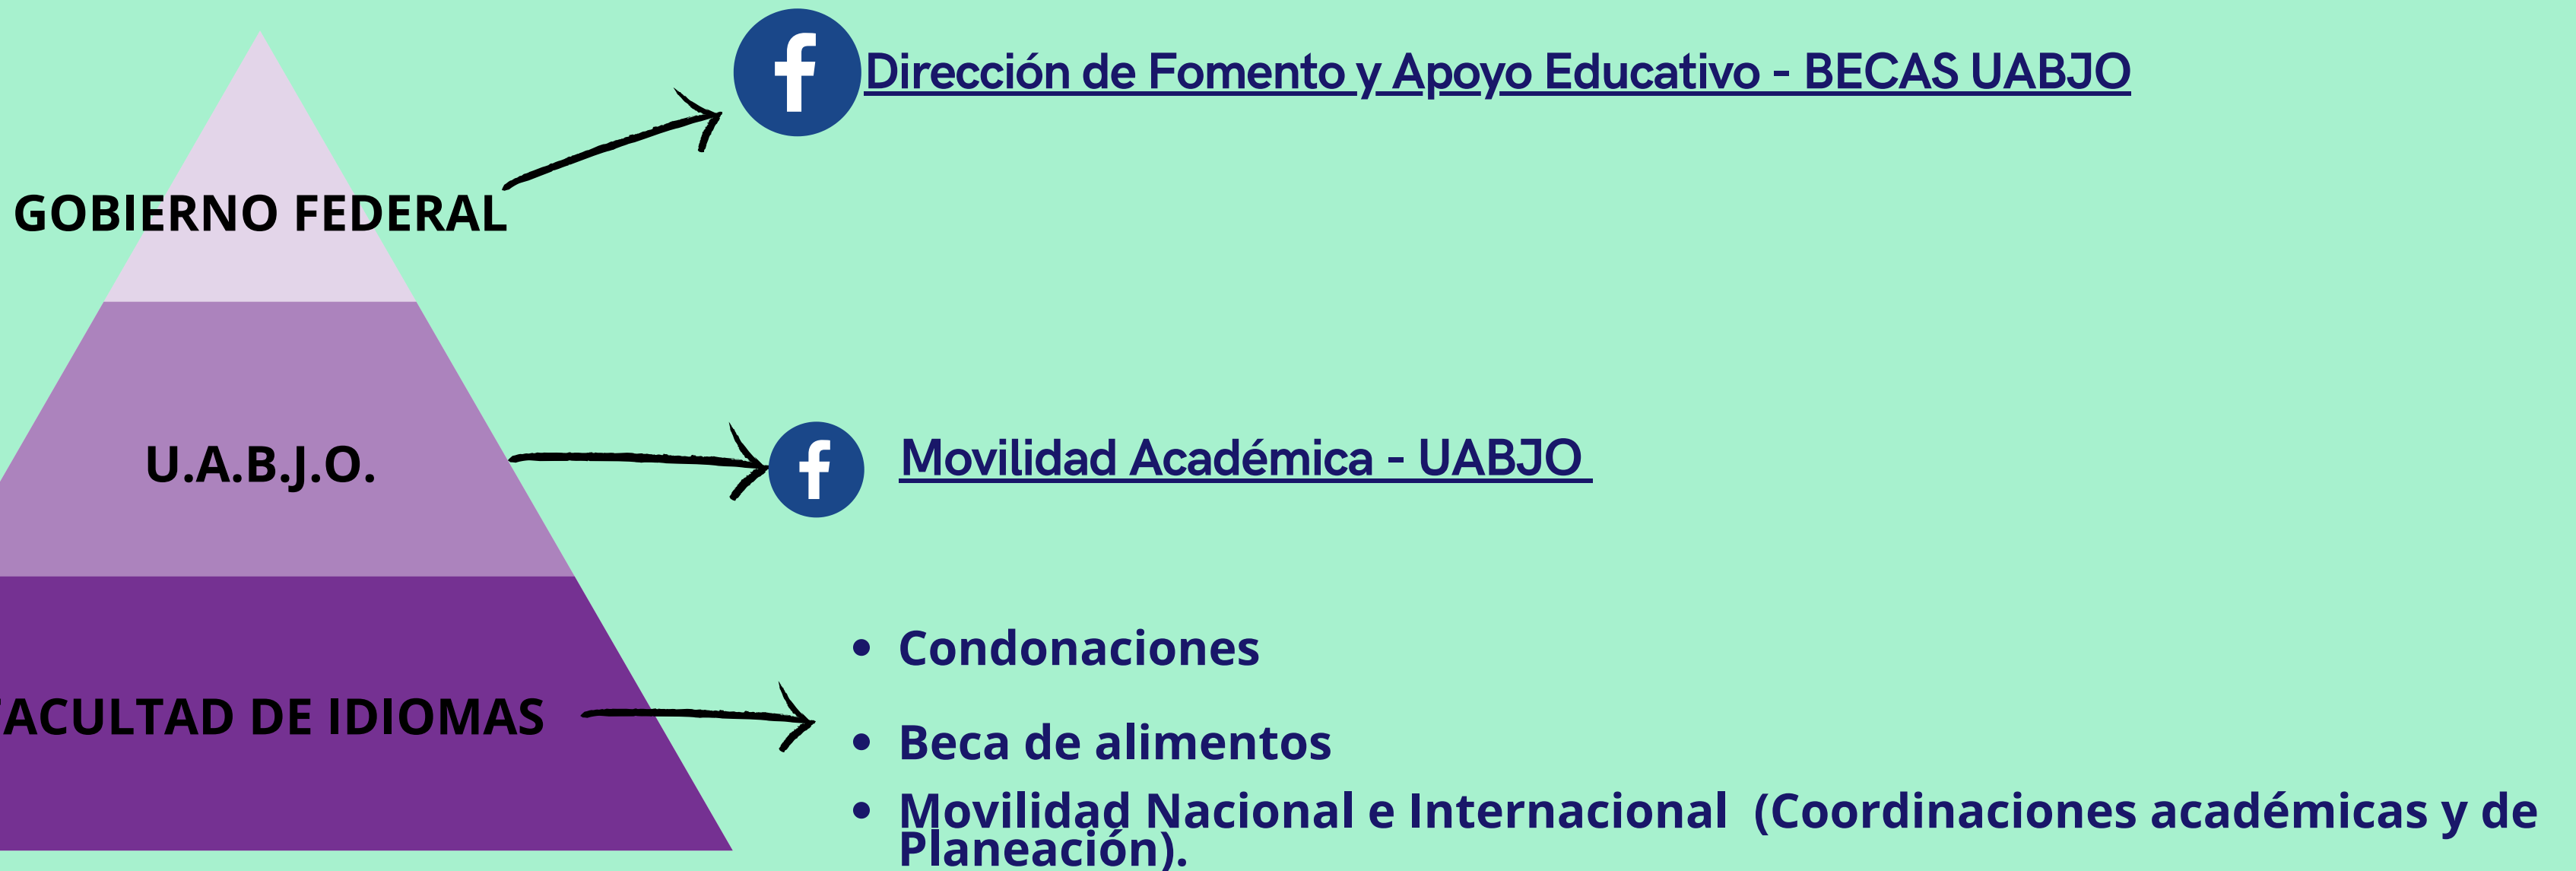 Dirección de Fomento y Apoyo Educativo - BECAS UABJO
GOBIERNO FEDERAL
U.A.B.J.O.
Movilidad Académica - UABJO
FACULTAD DE IDIOMAS
• Condonaciones
• Beca de alimentos
• Movilidad Nacional e Internacional (Coordinaciones académicas y de
Planeación).